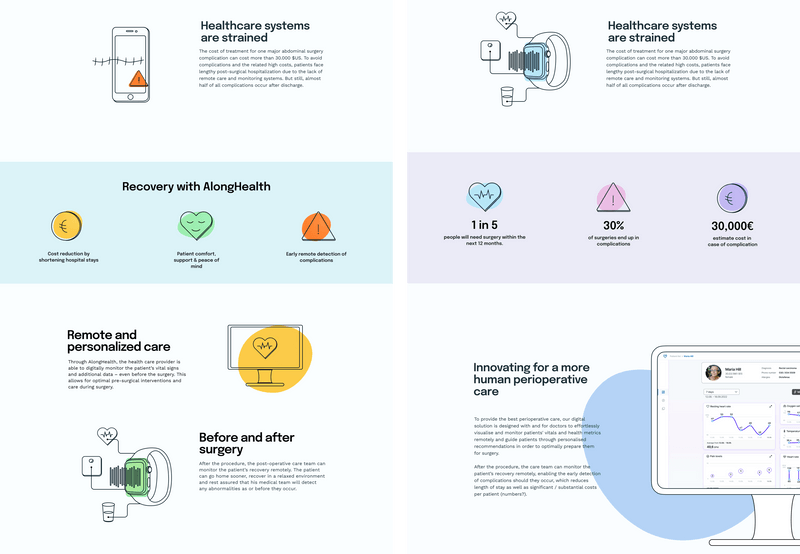 Healthcare systems
are strained
The cost of treatment for one major abdominal surgery
complication can cost more than 30.000 $US. To avoid
complications and the related high costs, patients face
lengthy post-surgical hospitalization due to the lack of
remote care and monitoring systems. But still, almost
half of all complications occur after discharge.
Recovery with AlongHealth
Cost reduction by
shortening hospital stays
Patient comfort,
support & peace of
mind
Early remote detection of
complications
Remote and
personalized care
Through AlongHealth, the health care provider is
able to digitally monitor the patient's vital signs
and additional data – even before the surgery. This
allows for optimal pre-surgical interventions and
care during surgery.
Before and after
surgery
After the procedure, the post-operative care team can
monitor the patient's recovery remotely. The patient
can go home sooner, recover in a relaxed environment
and rest assured that his medical team will detect
any abnormalities as or before they occur.
Healthcare systems
are strained
The cost of treatment for one major abdominal surgery
complication can cost more than 30.000 $US. To avoid
complications and the related high costs, patients face
lengthy post-surgical hospitalization due to the lack of
remote care and monitoring systems. But still, almost
half of all complications occur after discharge.
1 in 5
people will need surgery within the
next 12 months.
30%
of surgeries end up in
complications
30,000€
estimate cost in
case of complication
Innovating for a more
human perioperative
care
To provide the best perioperative care, our digital
solution is designed with and for doctors to effortlessly
visualise and monitor patients' vitals and health metrics
remotely and guide patients through personalised
recommendations in order to optimally prepare them
for surgery.
After the procedure, the care team can monitor the
patient's recovery remotely, enabling the early detection
of complications should they occur, which reduces
length of stay as well as significant / substantial costs
per patient (numbers?).
Maria Hill